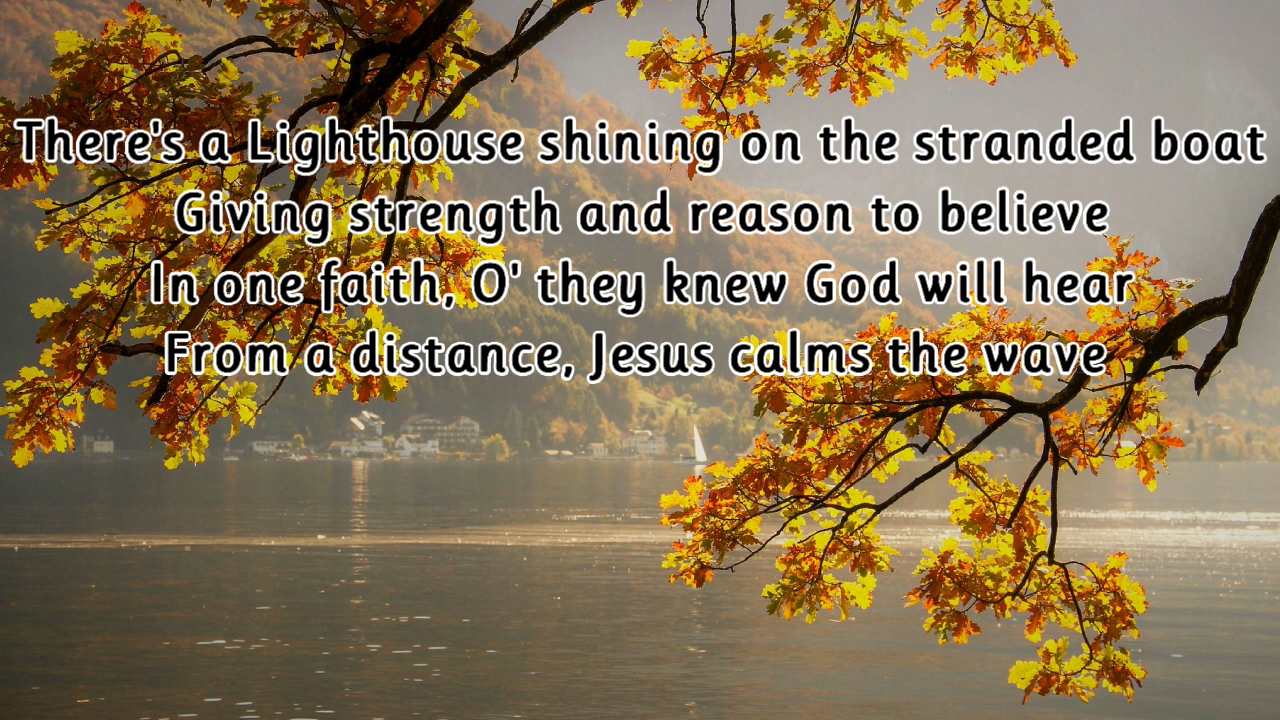 There's a Lighthouse shining on the stranded boat
Giving strength and reason to believe
In one faith, O' they knew God will hear
From a distance, Jesus calms the wave